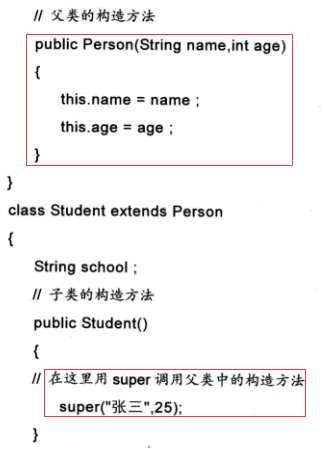 // 父类的构造方法
public Person(String name,int age)
{
this.name = name ;
this.age = age ;
}
}
class Student extends Person
{
String school ;
// 子类的构造方法
public Student()
{
// 在这里用 super 调用父类中的构造方法
super("张三",25);
}